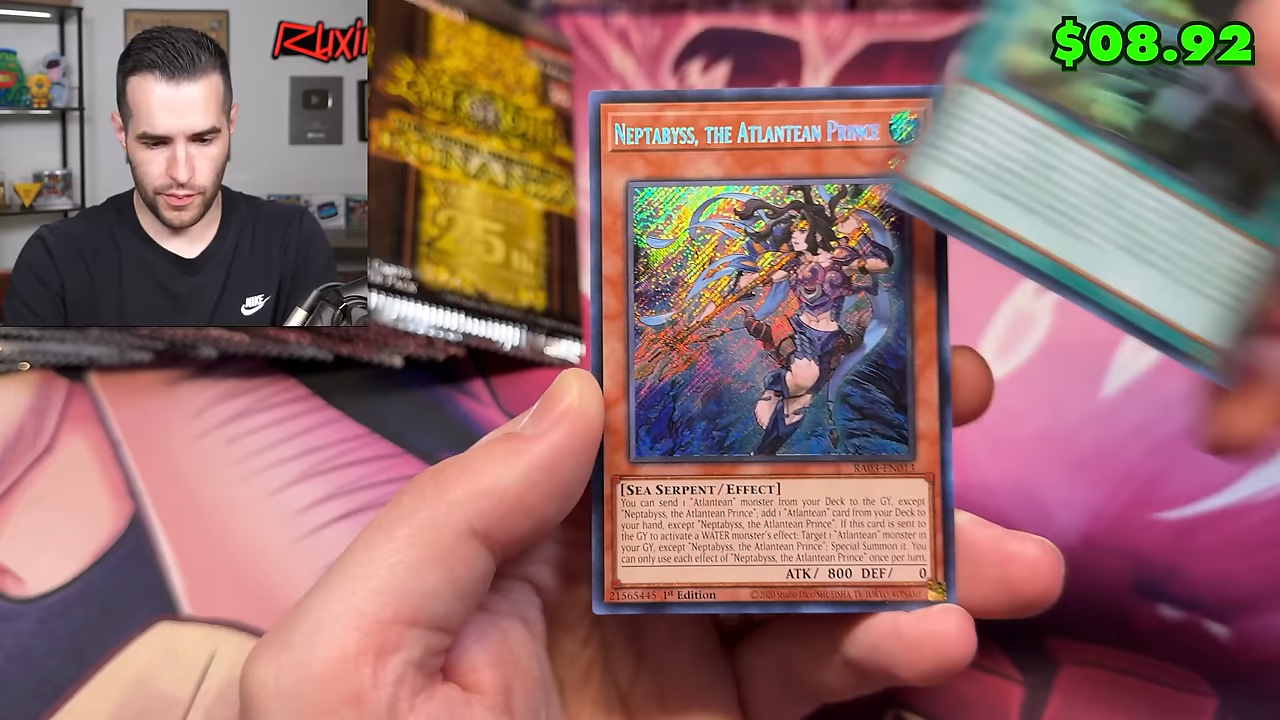 $08.92
Ruxin
NEPTABYSS, THE ATLANTEAN PRINCE
25th
NIKE
RA03-EN013
[SEA SERPENT/EFFECT]
You can send 1 "Atlantean" monster from your Deck to the GY, except
"Neptabyss, the Atlantean Prince"; add 1 "Atlantean" card from your Deck to
your hand, except "Neptabyss, the Atlantean Prince". If this card is sent to
the GY to activate a WATER monster's effect: Target 1 "Atlantean" monster in
your GY, except "Neptabyss, the Atlantean Prince"; Special Summon it. You
can only use each effect of "Neptabyss, the Atlantean Prince" once per turn.
ATK/ 800 DEF/ 0
21565445 1st Edition
©2020 Studio Dice/SHUEISHA, TV TOKYO, KONAMI